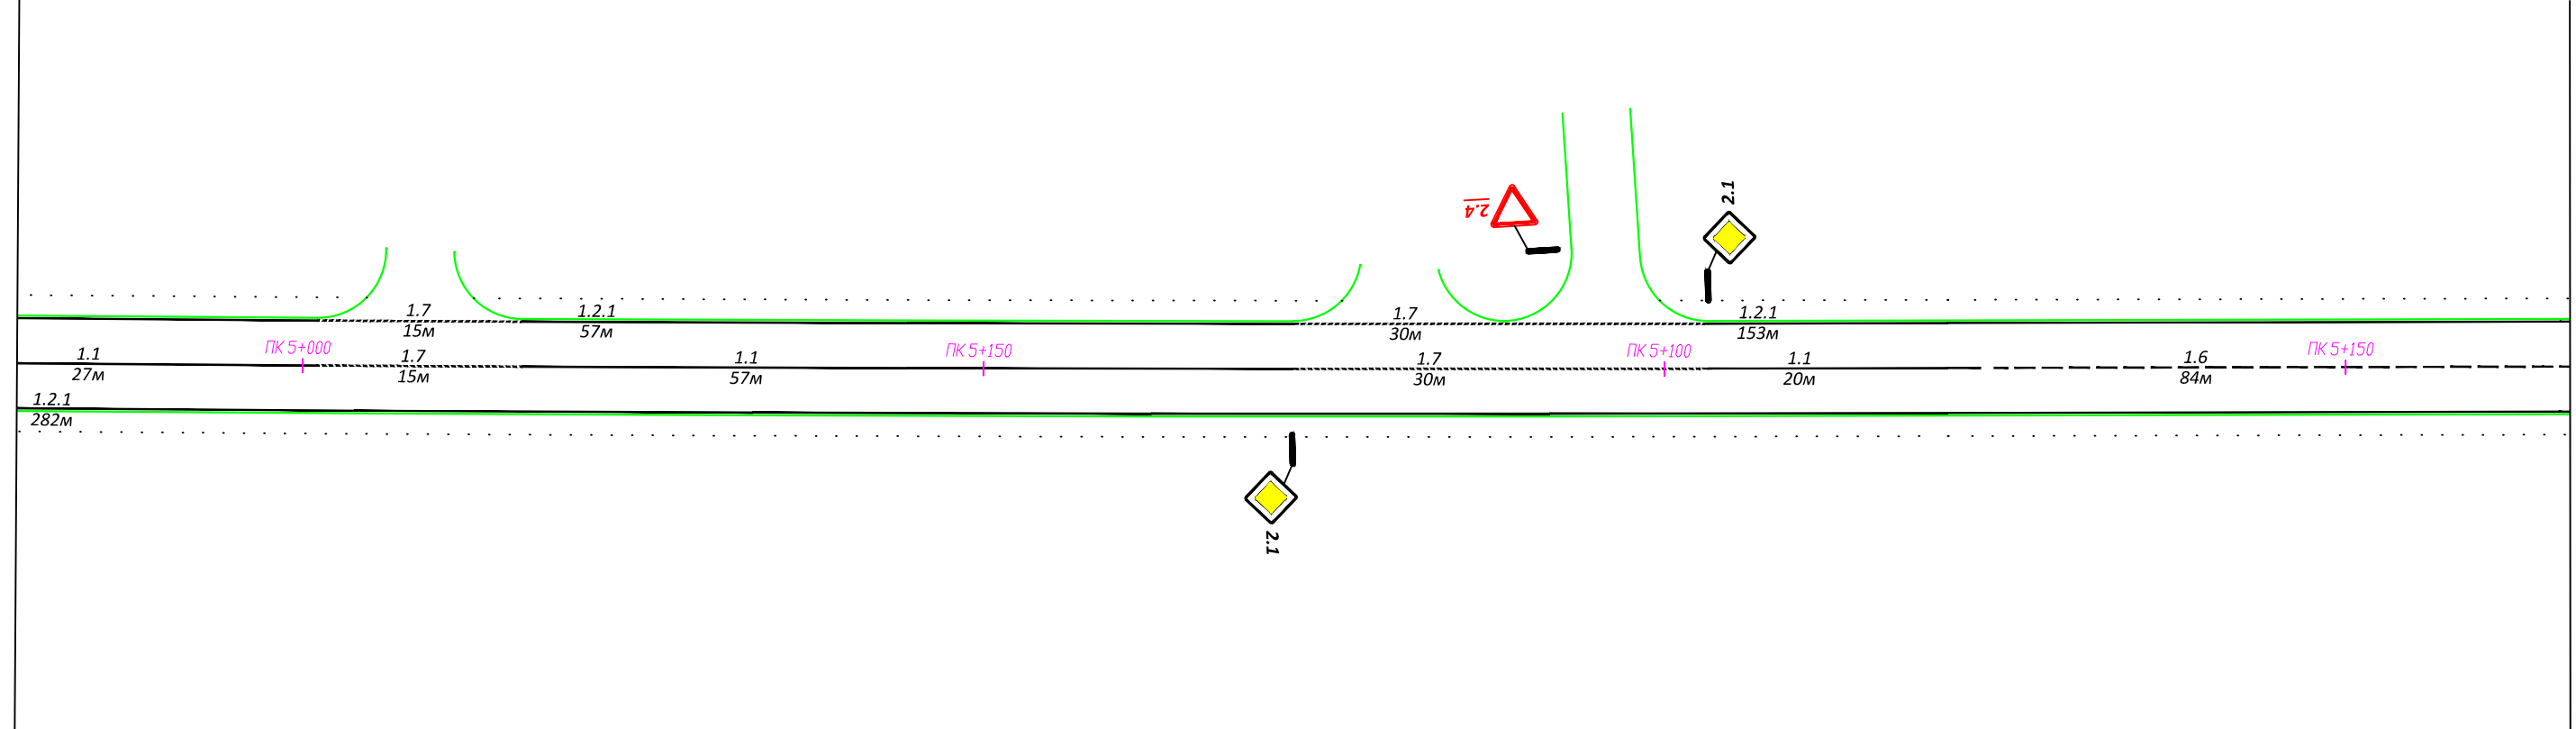 2.1
2.4
1.7
15м
1.2.1
57м
1.7
30м
1.2.1
153м
ПК 5+000
ПК 5+150
ПК 5+100
ПК 5+150
1.1
27м
1.7
15м
1.1
57м
1.7
30м
1.1
20м
1.6
84м
1.2.1
282м
2.1